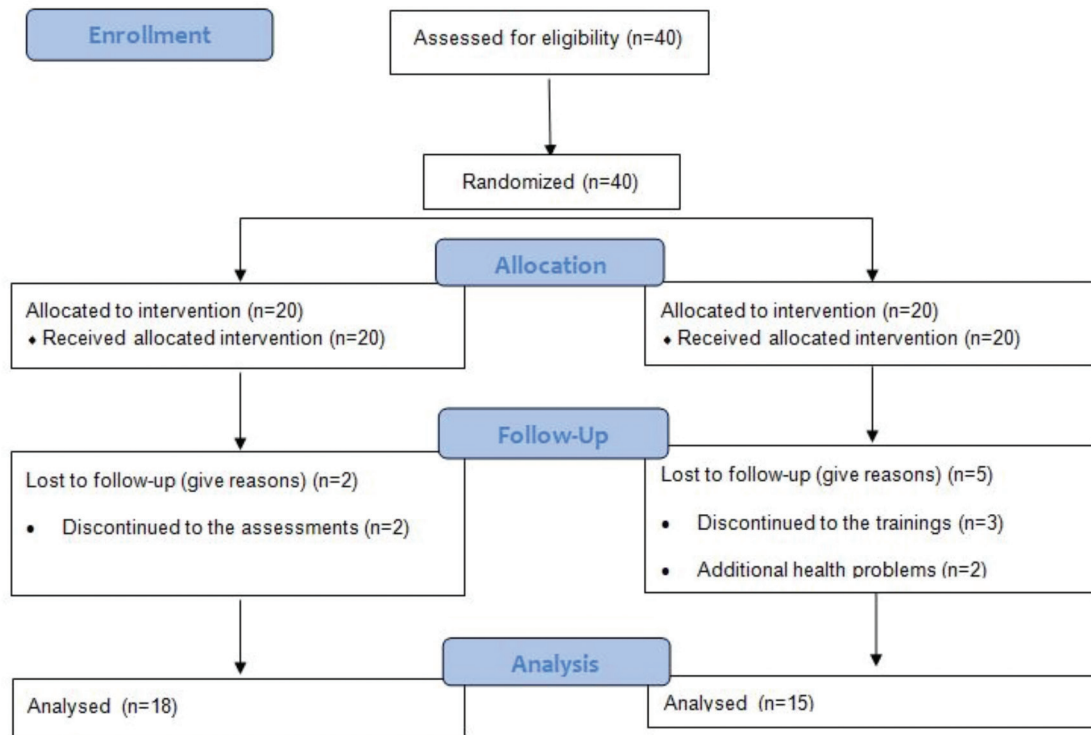 Enrollment
Assessed for eligibility (n=40)
Randomized (n=40)
Allocation
Allocated to intervention (n=20)
♦ Received allocated intervention (n=20)
Allocated to intervention (n=20)
♦ Received allocated intervention (n=20)
Follow-Up
Lost to follow-up (give reasons) (n=2)
• Discontinued to the assessments (n=2)
Lost to follow-up (give reasons) (n=5)
• Discontinued to the trainings (n=3)
• Additional health problems (n=2)
Analysis
Analysed (n=18)
Analysed (n=15)